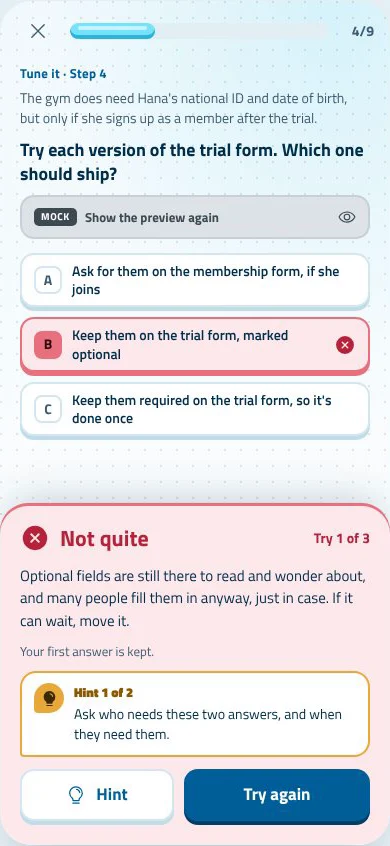 4/9
Tune it · Step 4
The gym does need Hana's national ID and date of birth,
but only if she signs up as a member after the trial.
Try each version of the trial form. Which one
should ship?
MOCK Show the preview again
A Ask for them on the membership form, if she
joins
B Keep them on the trial form, marked
optional
C Keep them required on the trial form, so it's
done once
Not quite Try 1 of 3
Optional fields are still there to read and wonder about,
and many people fill them in anyway, just in case. If it
can wait, move it.
Your first answer is kept.
Hint 1 of 2
Ask who needs these two answers, and when
they need them.
Hint Try again